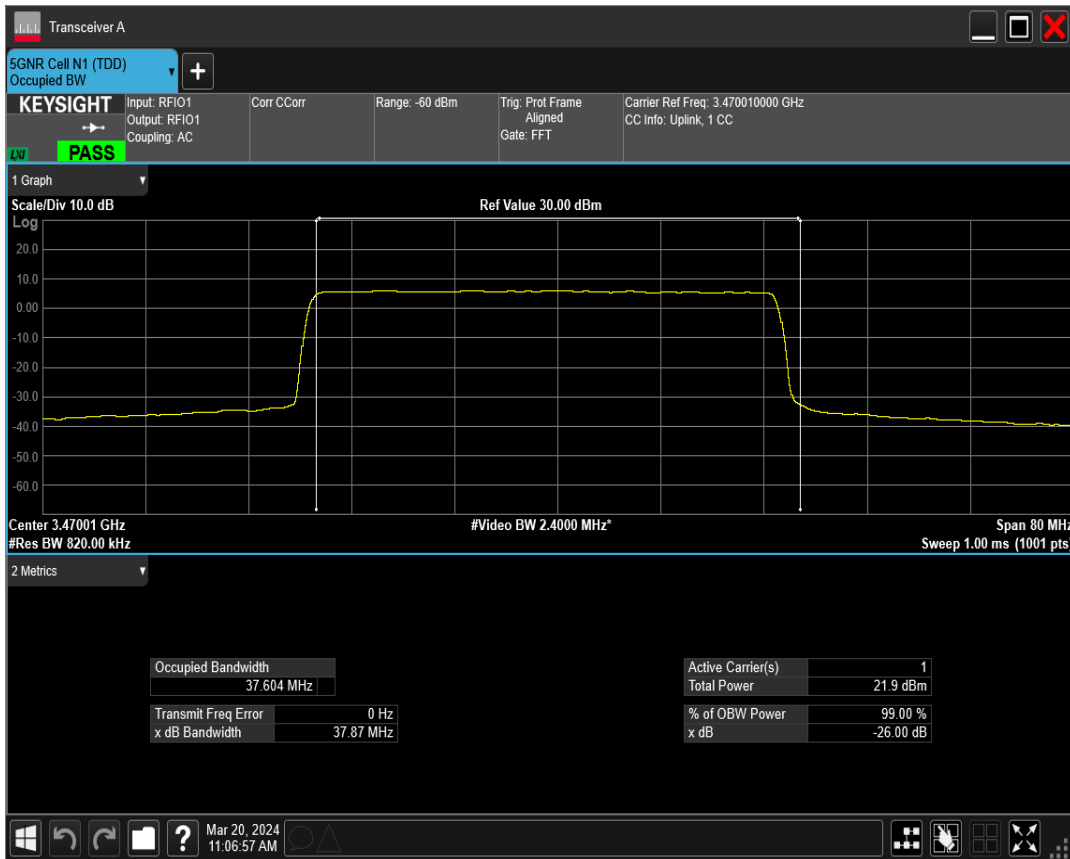 Transceiver A
5GNR Cell N1 (TDD)
Occupied BW
+
KEYSIGHT
LXI
PASS
Input: RFIO1
Output: RFIO1
Coupling: AC
Corr CCorr
Range: -60 dBm
Trig: Prot Frame
Aligned
Gate: FFT
Carrier Ref Freq: 3.470010000 GHz
CC Info: Uplink, 1 CC
1 Graph
Scale/Div 10.0 dB
Ref Value 30.00 dBm
Log
20.0
10.0
0.00
-10.0
-20.0
-30.0
-40.0
-50.0
-60.0
Center 3.47001 GHz
#Video BW 2.4000 MHz*
Span 80 MHz
#Res BW 820.00 kHz
Sweep 1.00 ms (1001 pts)
2 Metrics
Occupied Bandwidth
37.604 MHz
Transmit Freq Error 0 Hz
x dB Bandwidth 37.87 MHz
Active Carrier(s) 1
Total Power 21.9 dBm
% of OBW Power 99.00 %
x dB -26.00 dB
?
Mar 20, 2024
11:06:57 AM